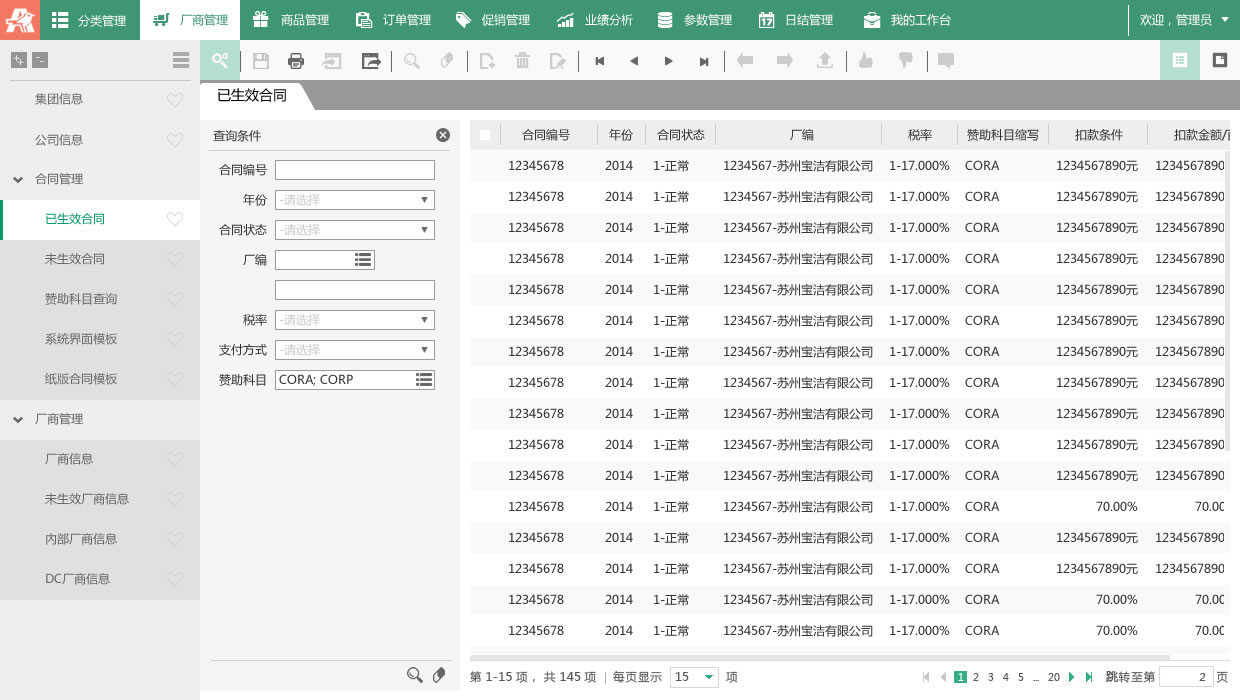 分类管理 厂商管理 商品管理 订单管理 促销管理 业绩分析 参数管理 日结管理 我的工作台 欢迎，管理员
集团信息
公司信息
合同管理
已生效合同
未生效合同
赞助科目查询
系统界面模板
纸版合同模板
厂商管理
厂商信息
未生效厂商信息
内部厂商信息
DC厂商信息
已生效合同
查询条件
合同编号
年份 -请选择
合同状态 -请选择
厂编
税率 -请选择
支付方式 -请选择
赞助科目 CORA; CORP
合同编号 年份 合同状态 厂编 税率 赞助科目缩写 扣款条件 扣款金额/
12345678 2014 1-正常 1234567-苏州宝洁有限公司 1-17.000% CORA 1234567890元 1234567890
12345678 2014 1-正常 1234567-苏州宝洁有限公司 1-17.000% CORA 1234567890元 1234567890
12345678 2014 1-正常 1234567-苏州宝洁有限公司 1-17.000% CORA 1234567890元 1234567890
12345678 2014 1-正常 1234567-苏州宝洁有限公司 1-17.000% CORA 1234567890元 1234567890
12345678 2014 1-正常 1234567-苏州宝洁有限公司 1-17.000% CORA 1234567890元 1234567890
12345678 2014 1-正常 1234567-苏州宝洁有限公司 1-17.000% CORA 1234567890元 1234567890
12345678 2014 1-正常 1234567-苏州宝洁有限公司 1-17.000% CORA 1234567890元 1234567890
12345678 2014 1-正常 1234567-苏州宝洁有限公司 1-17.000% CORA 1234567890元 1234567890
12345678 2014 1-正常 1234567-苏州宝洁有限公司 1-17.000% CORA 1234567890元 1234567890
12345678 2014 1-正常 1234567-苏州宝洁有限公司 1-17.000% CORA 1234567890元 1234567890
12345678 2014 1-正常 1234567-苏州宝洁有限公司 1-17.000% CORA 1234567890元 1234567890
12345678 2014 1-正常 1234567-苏州宝洁有限公司 1-17.000% CORA 70.00% 70.00
12345678 2014 1-正常 1234567-苏州宝洁有限公司 1-17.000% CORA 1234567890元 1234567890
12345678 2014 1-正常 1234567-苏州宝洁有限公司 1-17.000% CORA 1234567890元 1234567890
12345678 2014 1-正常 1234567-苏州宝洁有限公司 1-17.000% CORA 70.00% 70.00
12345678 2014 1-正常 1234567-苏州宝洁有限公司 1-17.000% CORA 70.00% 70.00
第 1-15 项，共 145 项 | 每页显示 15 项 1 2 3 4 5 ... 20 跳转至第 2 页